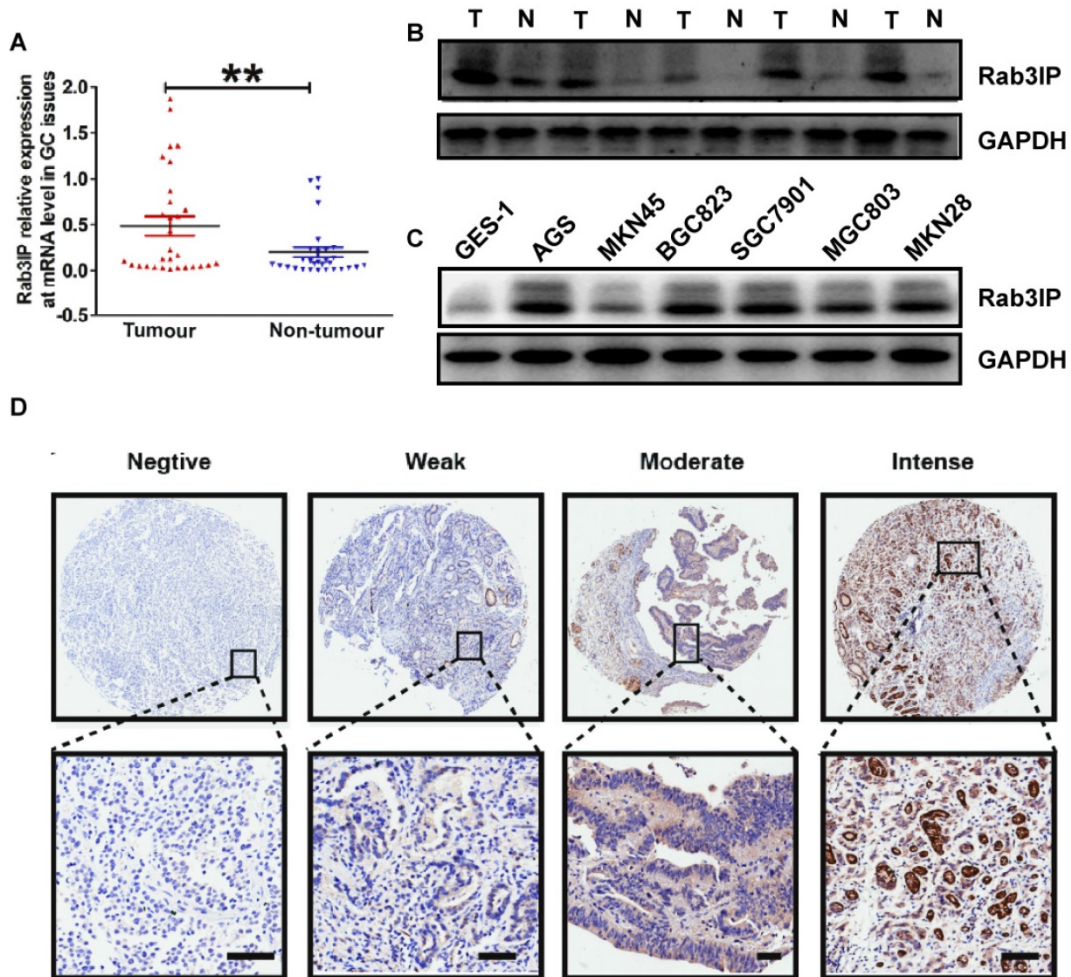 A
**
Rab3IP relative expression
at mRNA level in GC issues
2.0
1.5
1.0
0.5
0.0
-0.5
Tumour Non-tumour
B
T N T N T N T N T N
Rab3IP
GAPDH
C
GES-1 AGS MKN45 BGC823 SGC7901 MGC803 MKN28
Rab3IP
GAPDH
D
Negtive Weak Moderate Intense